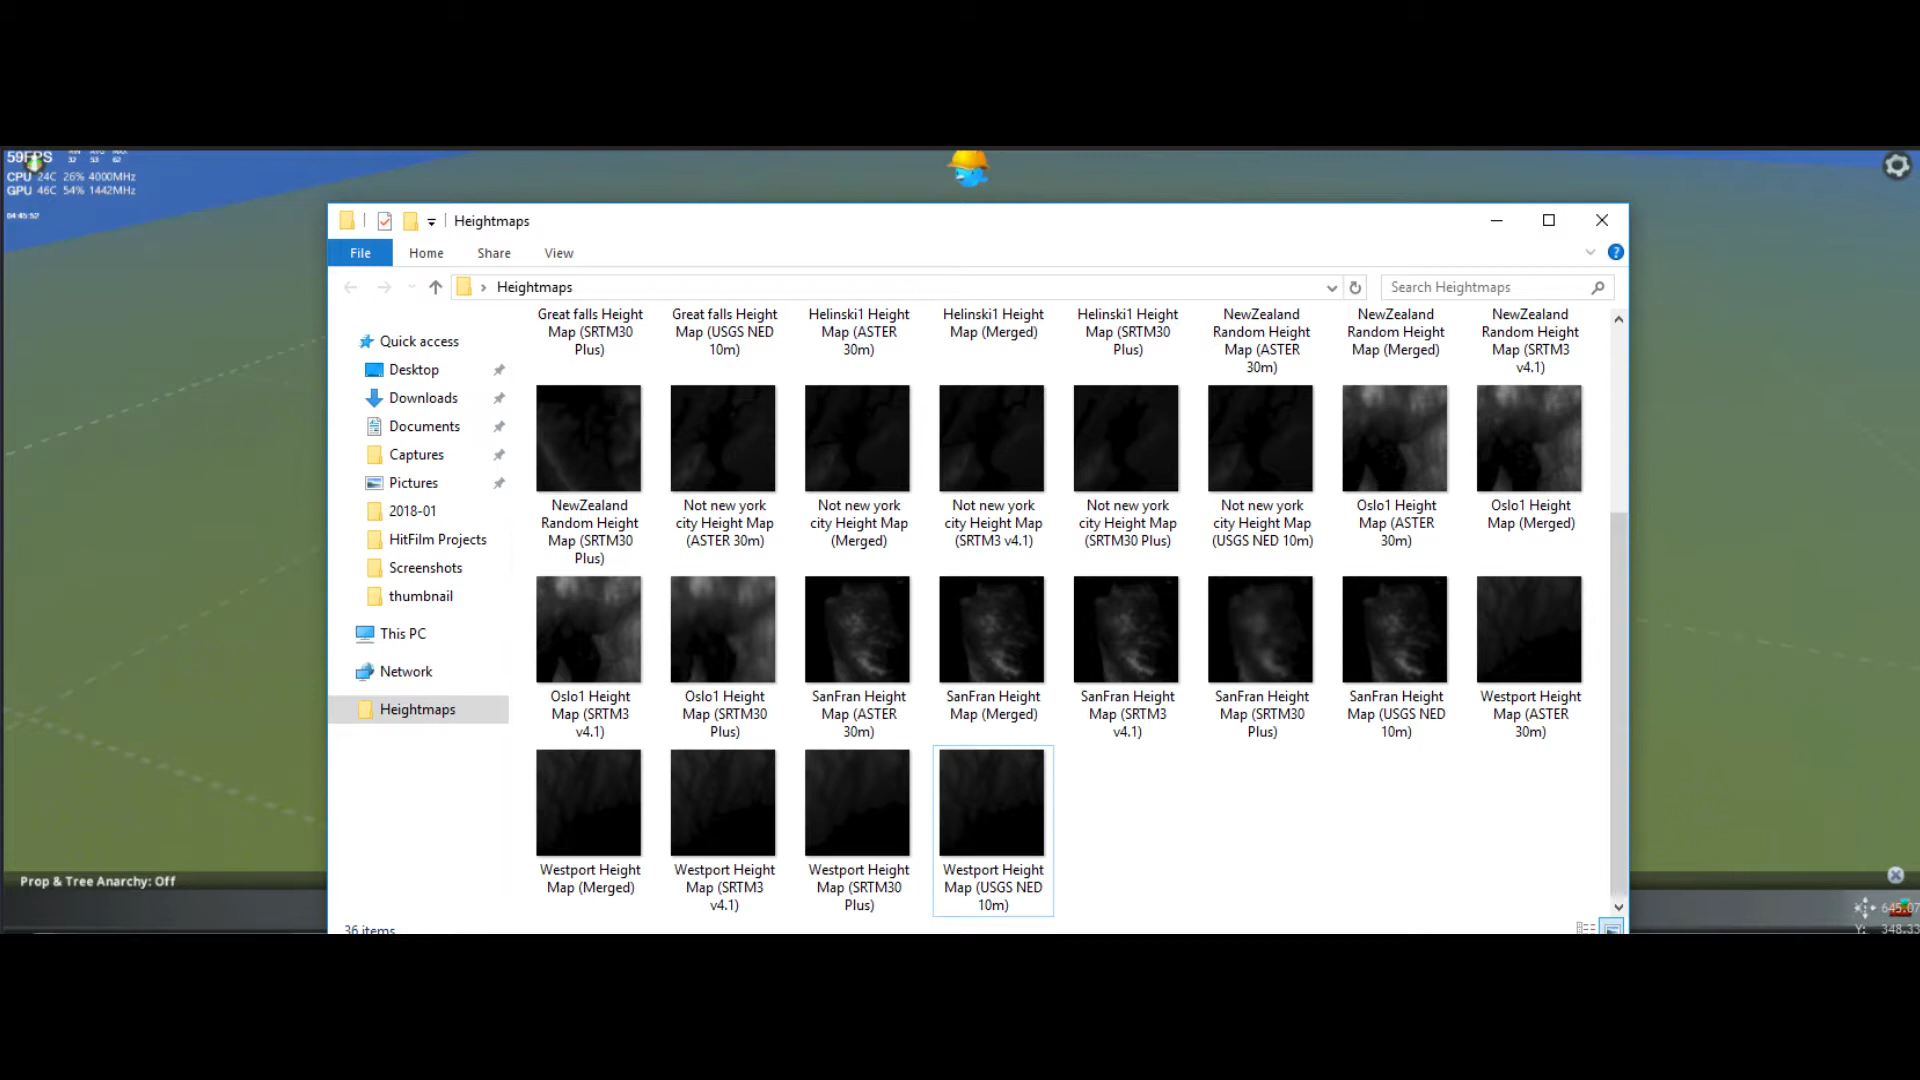 59FPS
37 53 62
CPU 24C 26% 4000MHz
GPU 46C 54% 1442MHz
04:45:52
Heightmaps
File Home Share View
Heightmaps
Search Heightmaps
Quick access
Desktop
Downloads
Documents
Captures
Pictures
2018-01
HitFilm Projects
Screenshots
thumbnail
This PC
Network
Heightmaps
Great falls Height
Map (SRTM30
Plus)
Great falls Height
Map (USGS NED
10m)
Helinski1 Height
Map (ASTER
30m)
Helinski1 Height
Map (Merged)
Helinski1 Height
Map (SRTM30
Plus)
NewZealand
Random Height
Map (ASTER
30m)
NewZealand
Random Height
Map (Merged)
NewZealand
Random Height
Map (SRTM3
v4.1)
NewZealand
Random Height
Map (SRTM30
Plus)
Not new york
city Height Map
(ASTER 30m)
Not new york
city Height Map
(Merged)
Not new york
city Height Map
(SRTM3 v4.1)
Not new york
city Height Map
(SRTM30 Plus)
Not new york
city Height Map
(USGS NED 10m)
Oslo1 Height
Map (ASTER
30m)
Oslo1 Height
Map (Merged)
Oslo1 Height
Map (SRTM3
v4.1)
Oslo1 Height
Map (SRTM30
Plus)
SanFran Height
Map (ASTER
30m)
SanFran Height
Map (Merged)
SanFran Height
Map (SRTM3
v4.1)
SanFran Height
Map (SRTM30
Plus)
SanFran Height
Map (USGS NED
10m)
Westport Height
Map (ASTER
30m)
Westport Height
Map (Merged)
Westport Height
Map (SRTM3
v4.1)
Westport Height
Map (SRTM30
Plus)
Westport Height
Map (USGS NED
10m)
36 items
Prop & Tree Anarchy: Off
645.07
Y: 348.33